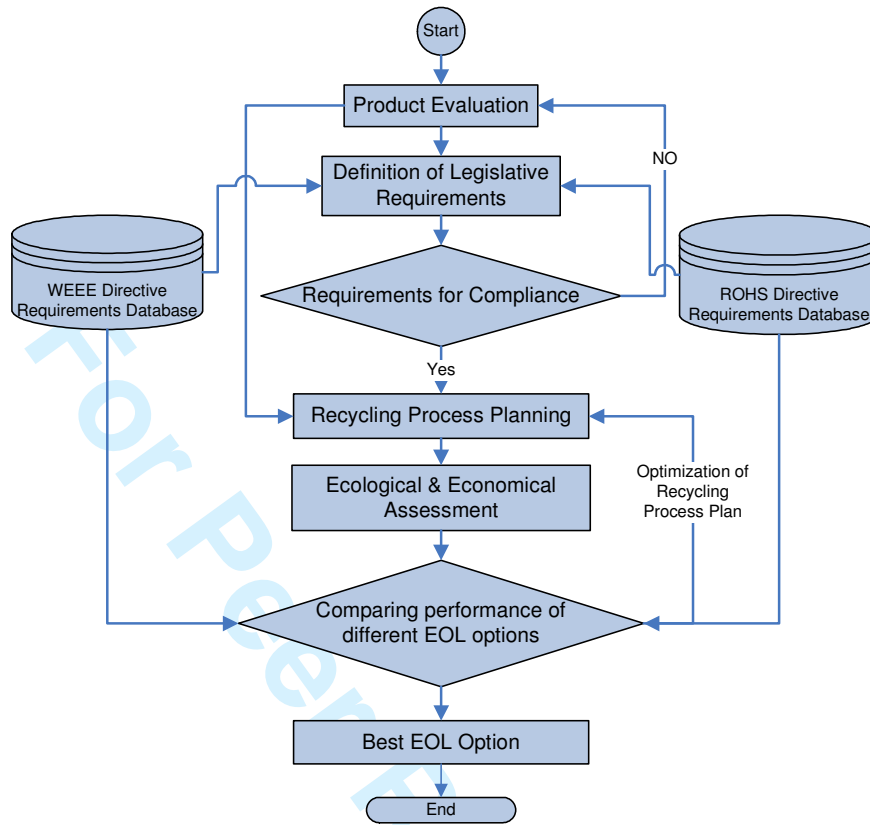 Start
Product Evaluation
NO
Definition of Legislative
Requirements
WEEE Directive
Requirements Database
Requirements for Compliance
ROHS Directive
Requirements Database
Yes
Recycling Process Planning
Optimization of
Recycling
Process Plan
Ecological & Economical
Assessment
Comparing performance of
different EOL options
Best EOL Option
End
For Peer